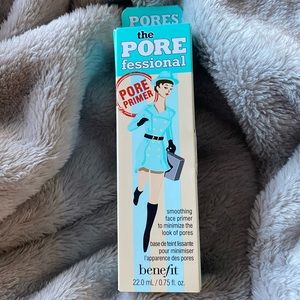 PORES
the
PORE
fessional
PORE
PRIMER
smoothing
face primer
to minimize the
look of pores
base de teint lissante
pour minimiser
l'apparence des pores
benefit
22.0 mL / 0.75 fl. oz.